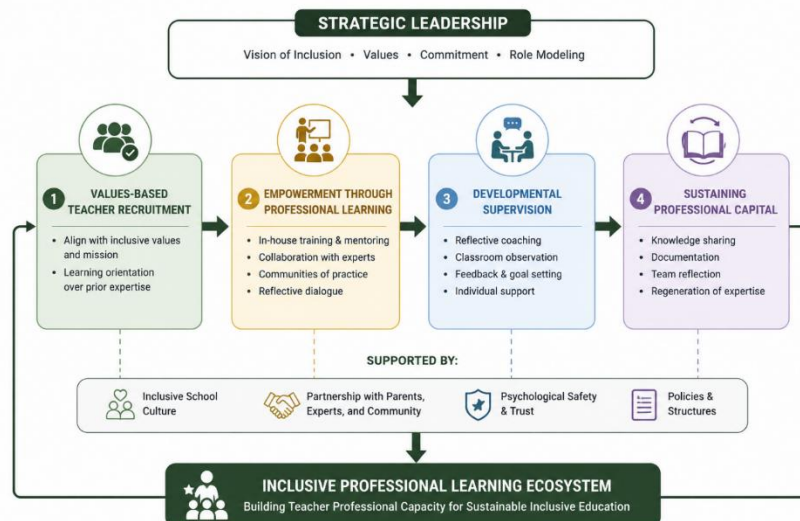 STRATEGIC LEADERSHIP
Vision of Inclusion • Values • Commitment • Role Modeling
1
VALUES-BASED
TEACHER RECRUITMENT
• Align with inclusive values
and mission
• Learning orientation
over prior expertise
2
EMPOWERMENT THROUGH
PROFESSIONAL LEARNING
• In-house training & mentoring
• Collaboration with experts
• Communities of practice
• Reflective dialogue
3
DEVELOPMENTAL
SUPERVISION
• Reflective coaching
• Classroom observation
• Feedback & goal setting
• Individual support
4
SUSTAINING
PROFESSIONAL CAPITAL
• Knowledge sharing
• Documentation
• Team reflection
• Regeneration of expertise
SUPPORTED BY:
Inclusive School
Culture
Partnership with Parents,
Experts, and Community
Psychological Safety
& Trust
Policies &
Structures
INCLUSIVE PROFESSIONAL LEARNING ECOSYSTEM
Building Teacher Professional Capacity for Sustainable Inclusive Education